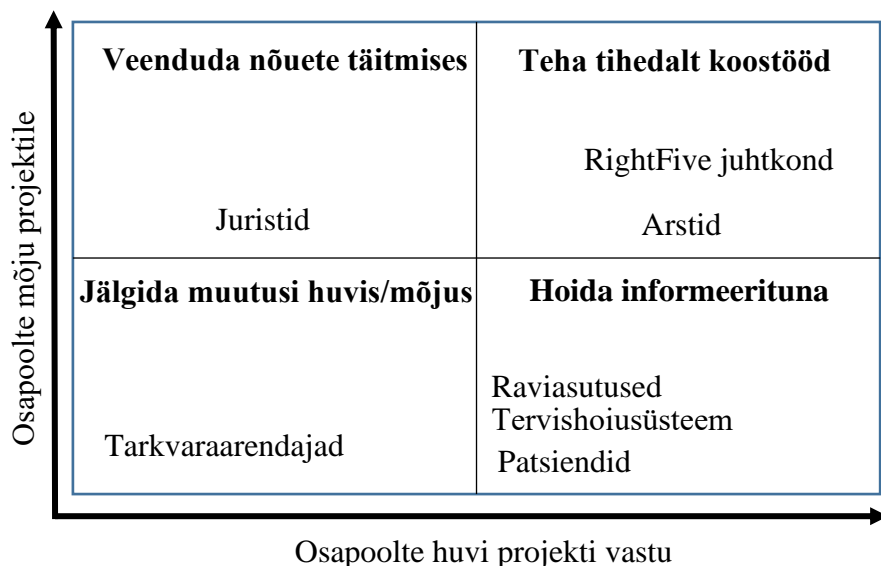 Osapoolte mõju projektile
Veenduda nõuete täitmises
Teha tihedalt koostööd
RightFive juhtkond
Juristid
Arstid
Jälgida muutusi huvis/mõjus
Hoida informeerituna
Raviasutused
Tervishoiusüsteem
Tarkvaraarendajad
Patsiendid
Osapoolte huvi projekti vastu